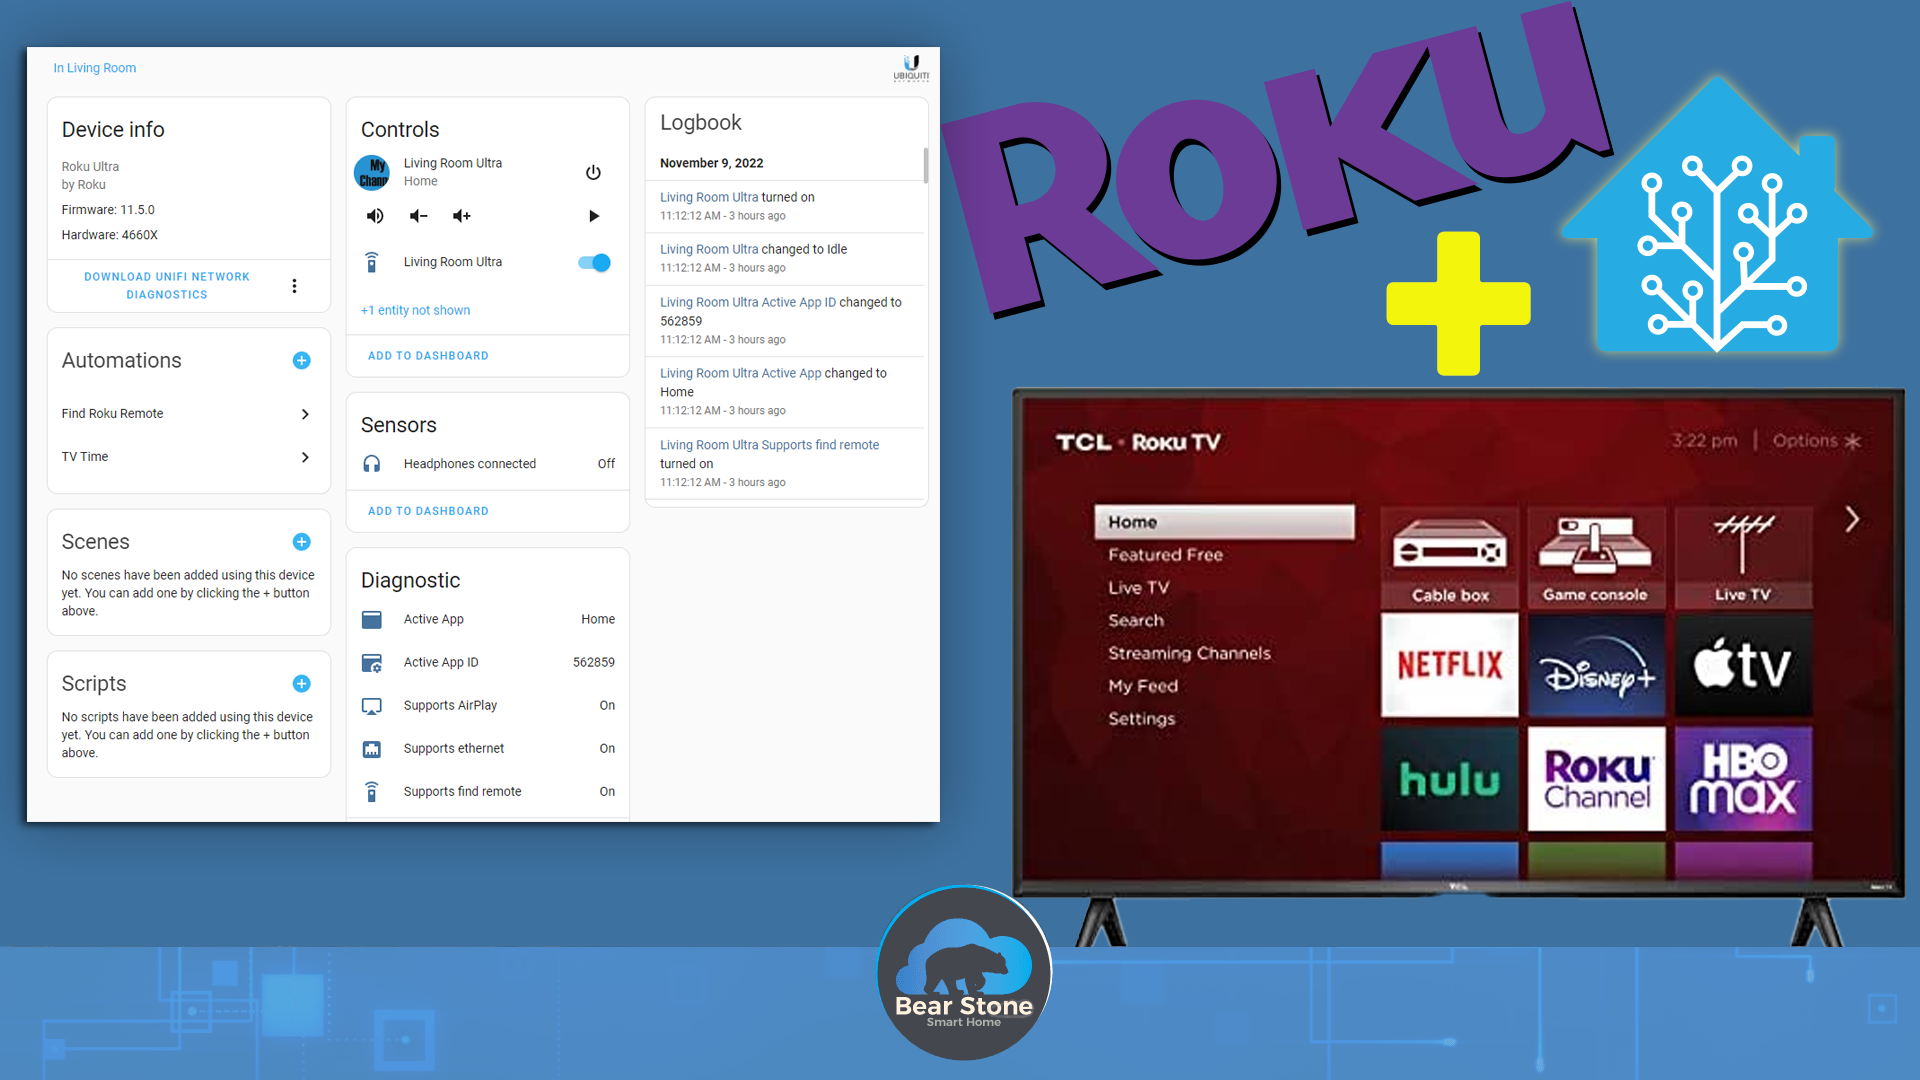 In Living Room
UBIQUITI
Device info
Roku Ultra
by Roku
Firmware: 11.5.0
Hardware: 4660X
DOWNLOAD UNIFI NETWORK
DIAGNOSTICS
Automations
Find Roku Remote
TV Time
Scenes
No scenes have been added using this device
yet. You can add one by clicking the + button
above.
Scripts
No scripts have been added using this device
yet. You can add one by clicking the + button
above.
Controls
My
Chann
Living Room Ultra
Home
Living Room Ultra
+1 entity not shown
ADD TO DASHBOARD
Sensors
Headphones connected Off
ADD TO DASHBOARD
Diagnostic
Active App Home
Active App ID 562859
Supports AirPlay On
Supports ethernet On
Supports find remote On
Logbook
November 9, 2022
Living Room Ultra turned on
11:12:12 AM - 3 hours ago
Living Room Ultra changed to Idle
11:12:12 AM - 3 hours ago
Living Room Ultra Active App ID changed to
562859
11:12:12 AM - 3 hours ago
Living Room Ultra Active App changed to
Home
11:12:12 AM - 3 hours ago
Living Room Ultra Supports find remote
turned on
11:12:12 AM - 3 hours ago
ROKU
TCL • ROKU TV
3:22 pm | Options
Home
Featured Free
Live TV
Search
Streaming Channels
My Feed
Settings
Cable box
Game console
Live TV
NETFLIX
DISNEY+
tv
hulu
ROKU
Channel
HBO
max
TCL
Bear Stone
Smart Home